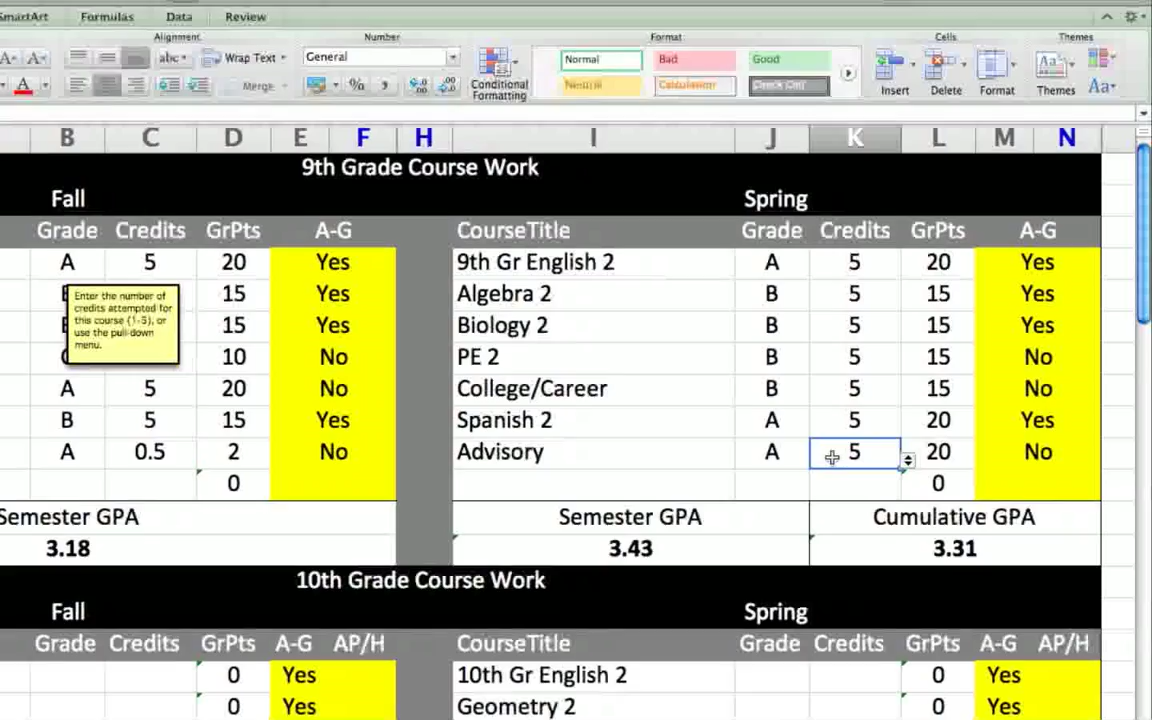 SmartArt Formulas Data Review
Alignment Number Format Cells Themes
abc Wrap Text General Normal Bad Good
Merge Conditional Formatting Neutral Calculation Check Cell Insert Delete Format Themes Aa
B C D E F H I J K L M N
9th Grade Course Work
Fall Spring
Grade Credits GrPts A-G CourseTitle Grade Credits GrPts A-G
A 5 20 Yes 9th Gr English 2 A 5 20 Yes
15 Yes Algebra 2 B 5 15 Yes
15 Yes Biology 2 B 5 15 Yes
10 No PE 2 B 5 15 No
Enter the number of
credits attempted for
this course (1-5), or
use the pull-down
menu.
A 5 20 No College/Career B 5 15 No
B 5 15 Yes Spanish 2 A 5 20 Yes
A 0.5 2 No Advisory A 5 20 No
0 0
Semester GPA Semester GPA Cumulative GPA
3.18 3.43 3.31
10th Grade Course Work
Fall Spring
Grade Credits GrPts A-G AP/H CourseTitle Grade Credits GrPts A-G AP/H
0 Yes 10th Gr English 2 0 Yes
0 Yes Geometry 2 0 Yes